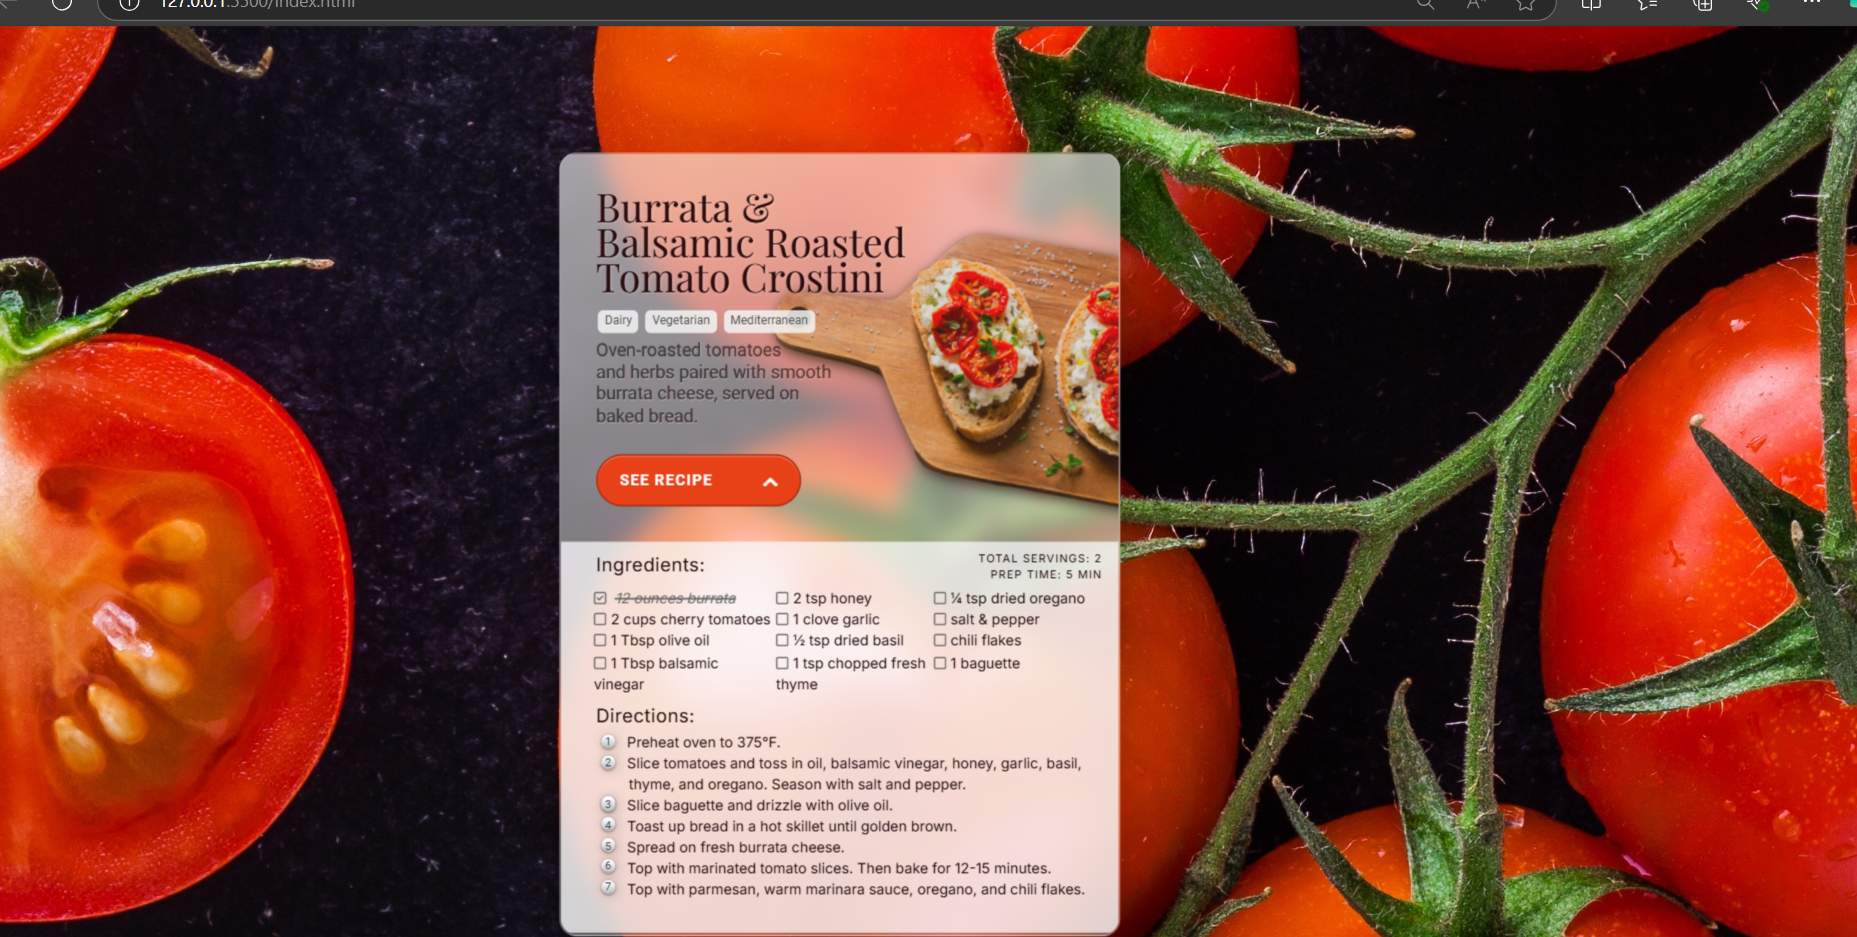 127.0.0.1:5500/index.html
Burrata &
Balsamic Roasted
Tomato Crostini
Dairy Vegetarian Mediterranean
Oven-roasted tomatoes
and herbs paired with smooth
burrata cheese, served on
baked bread.
SEE RECIPE
Ingredients:
TOTAL SERVINGS: 2
PREP TIME: 5 MIN
12 ounces burrata
2 cups cherry tomatoes
1 Tbsp olive oil
1 Tbsp balsamic
vinegar
2 tsp honey
1 clove garlic
½ tsp dried basil
1 tsp chopped fresh
thyme
¼ tsp dried oregano
salt & pepper
chili flakes
1 baguette
Directions:
1 Preheat oven to 375°F.
2 Slice tomatoes and toss in oil, balsamic vinegar, honey, garlic, basil,
thyme, and oregano. Season with salt and pepper.
3 Slice baguette and drizzle with olive oil.
4 Toast up bread in a hot skillet until golden brown.
5 Spread on fresh burrata cheese.
6 Top with marinated tomato slices. Then bake for 12-15 minutes.
7 Top with parmesan, warm marinara sauce, oregano, and chili flakes.